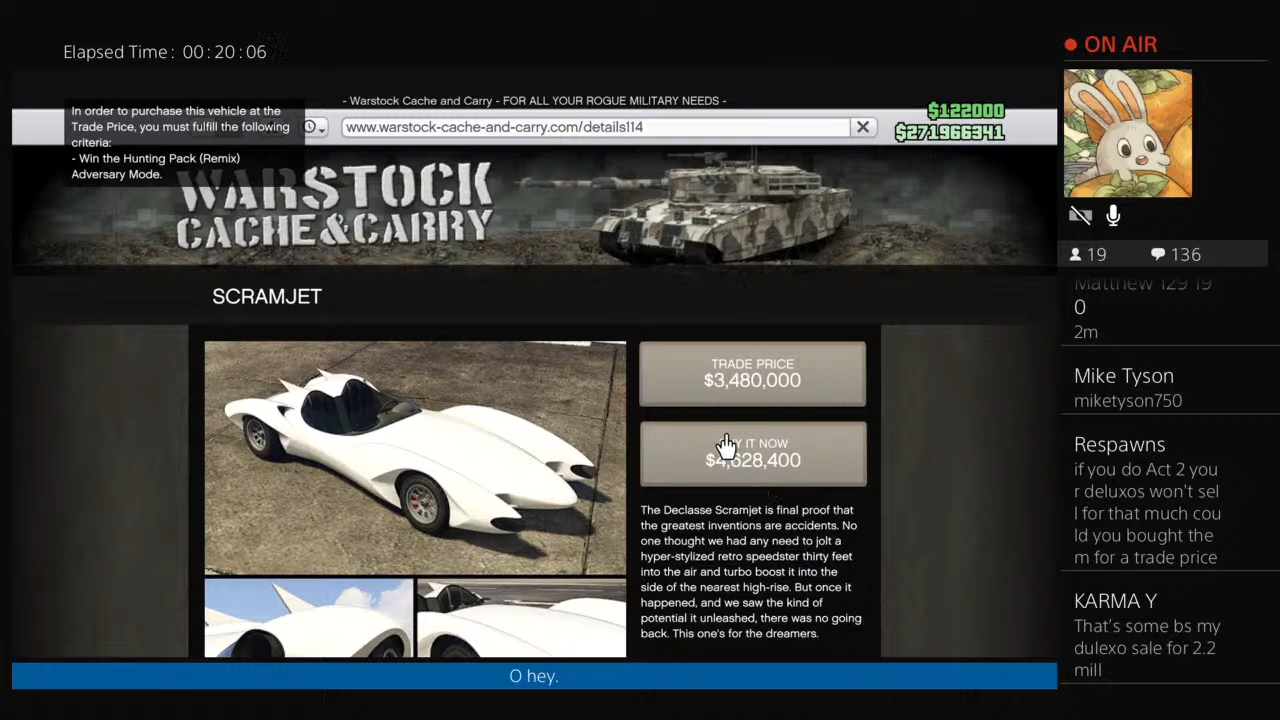 Elapsed Time: 00:20:06
ON AIR
In order to purchase this vehicle at the
Trade Price, you must fulfill the following
criteria:
- Win the Hunting Pack (Remix)
Adversary Mode.
- Warstock Cache and Carry - FOR ALL YOUR ROGUE MILITARY NEEDS -
www.warstock-cache-and-carry.com/details114
$122000
$271966341
WARSTOCK
CACHE&CARRY
SCRAMJET
TRADE PRICE
$3,480,000
IT NOW
$4,628,400
The Declasse Scramjet is final proof that
the greatest inventions are accidents. No
one thought we had any need to jolt a
hyper-stylized retro speedster thirty feet
into the air and turbo boost it into the
side of the nearest high-rise. But once it
happened, and we saw the kind of
potential it unleashed, there was no going
back. This one's for the dreamers.
O hey.
19
136
Matthew 129 19
0
2m
Mike Tyson
miketyson750
Respawns
if you do Act 2 you
r deluxos won't sel
l for that much cou
ld you bought the
m for a trade price
KARMA Y
That's some bs my
dulexo sale for 2.2
mill